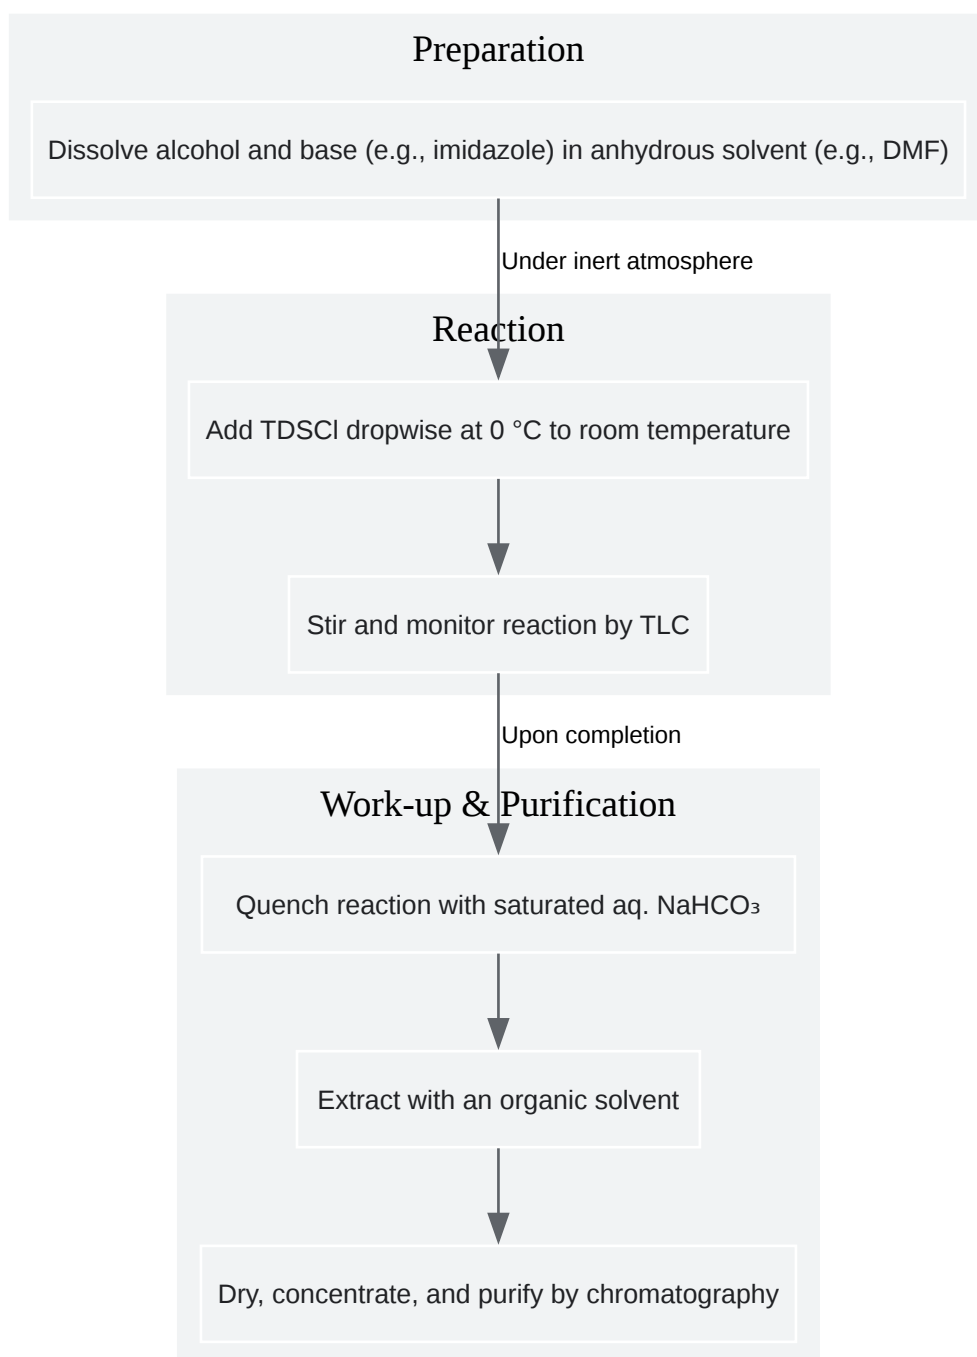 Preparation
Dissolve alcohol and base (e.g., imidazole) in anhydrous solvent (e.g., DMF)
Under inert atmosphere
Reaction
Add TDSCl dropwise at 0 °C to room temperature
Stir and monitor reaction by TLC
Upon completion
Work-up & Purification
Quench reaction with saturated aq. NaHCO₃
Extract with an organic solvent
Dry, concentrate, and purify by chromatography